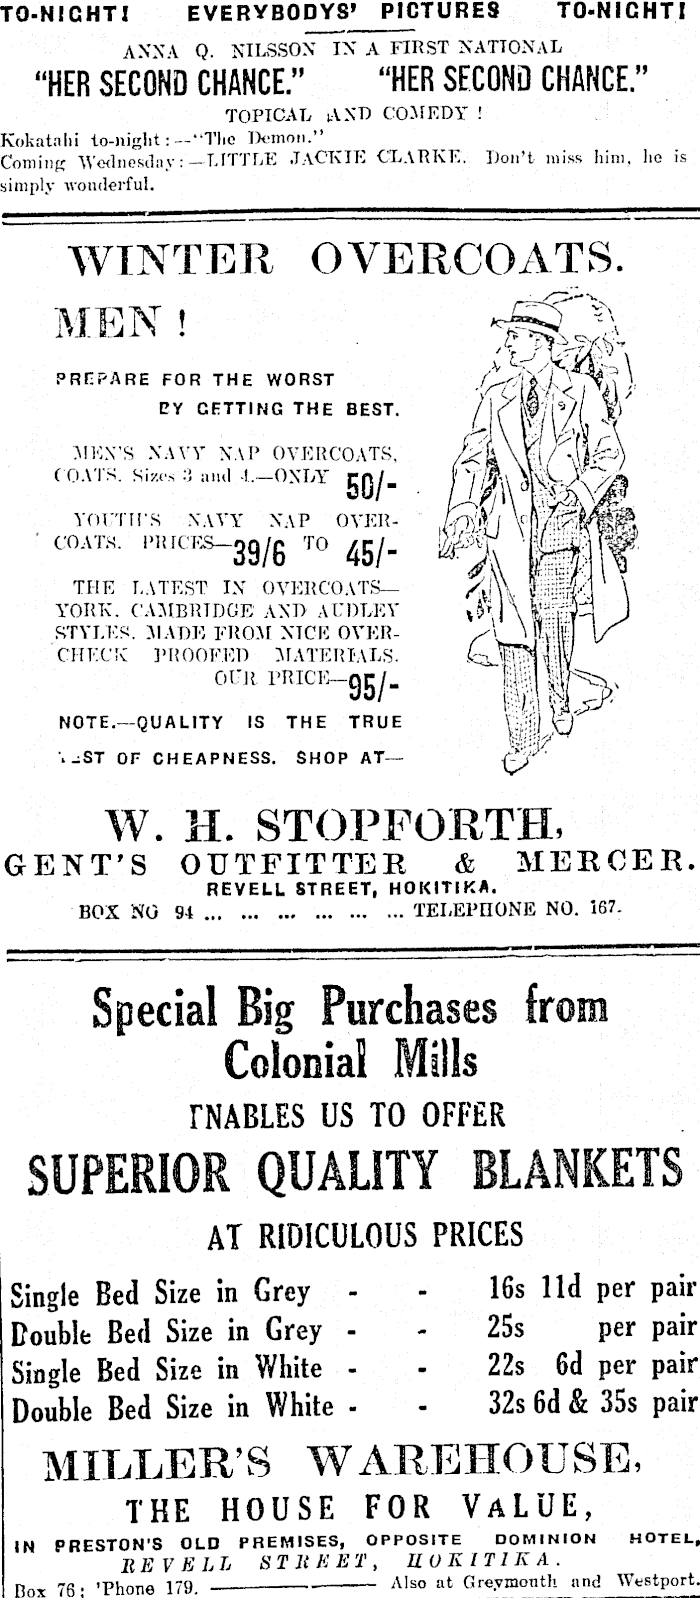 TO-NIGHT! EVERYBODYS' PICTURES TO-NIGHT!
ANNA Q. NILSSON IN A FIRST NATIONAL
"HER SECOND CHANCE." "HER SECOND CHANCE."
TOPICAL AND COMEDY !
Kokatahi to-night:—"The Demon."
Coming Wednesday:—LITTLE JACKIE CLARKE. Don't miss him, he is
simply wonderful.
WINTER OVERCOATS.
MEN !
PREPARE FOR THE WORST
BY GETTING THE BEST.
MEN'S NAVY NAP OVERCOATS,
COATS. Sizes 3 and 4.—ONLY 50/-
YOUTH'S NAVY NAP OVER-
COATS. PRICES—39/6 TO 45/-
THE LATEST IN OVERCOATS—
YORK. CAMBRIDGE AND AUDLEY
STYLES. MADE FROM NICE OVER-
CHECK PROOFED MATERIALS.
OUR PRICE—95/-
NOTE.—QUALITY IS THE TRUE
TEST OF CHEAPNESS. SHOP AT—
W. H. STOPFORTH,
GENT'S OUTFITTER & MERCER.
REVELL STREET, HOKITIKA.
BOX NO 94 ... ... ... ... ... ... TELEPHONE NO. 167.
Special Big Purchases from
Colonial Mills
ENABLES US TO OFFER
SUPERIOR QUALITY BLANKETS
AT RIDICULOUS PRICES
Single Bed Size in Grey - - 16s 11d per pair
Double Bed Size in Grey - - 25s per pair
Single Bed Size in White - - 22s 6d per pair
Double Bed Size in White - - 32s 6d & 35s pair
MILLER'S WAREHOUSE,
THE HOUSE FOR VALUE,
IN PRESTON'S OLD PREMISES, OPPOSITE DOMINION HOTEL,
REVELL STREET, HOKITIKA.
Box 76; 'Phone 179. ——— Also at Greymouth and Westport.